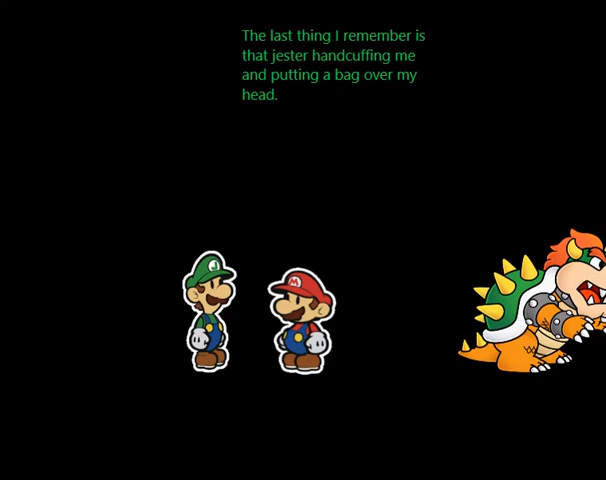 The last thing I remember is
that jester handcuffing me
and putting a bag over my
head.
L
M